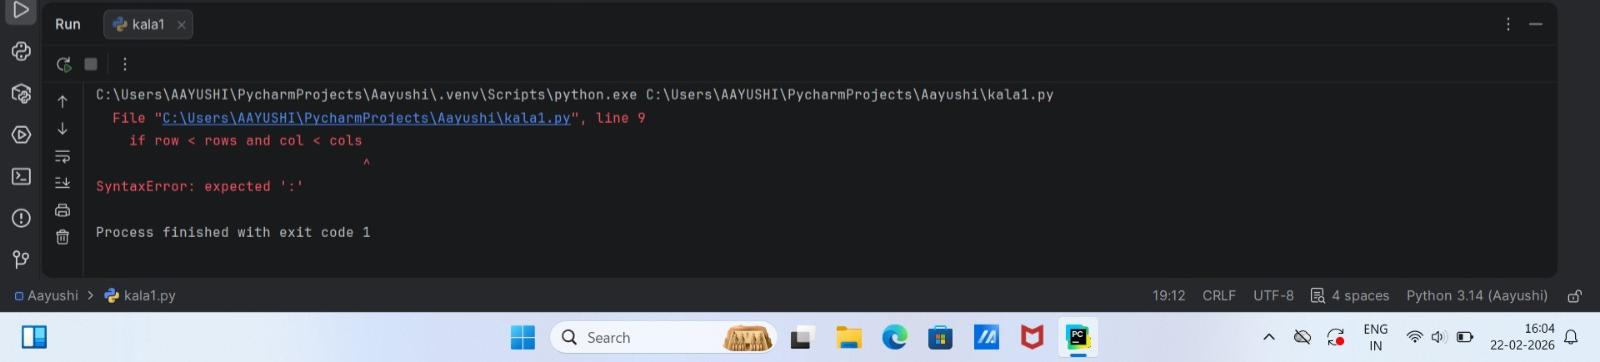 Run kala1
C:\Users\AAYUSHI\PycharmProjects\Aayushi\.venv\Scripts\python.exe C:\Users\AAYUSHI\PycharmProjects\Aayushi\kala1.py
File "C:\Users\AAYUSHI\PycharmProjects\Aayushi\kala1.py", line 9
if row < rows and col < cols
^
SyntaxError: expected ':'
Process finished with exit code 1
Aayushi > kala1.py 19:12 CRLF UTF-8 4 spaces Python 3.14 (Aayushi)
Search PC ENG IN 16:04
22-02-2026